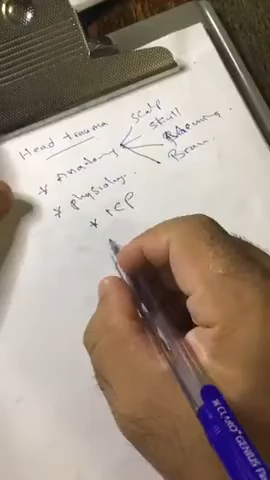 Head trauma
* Anatomy
scalp
skull
Brain.
* physiology..
* ICP